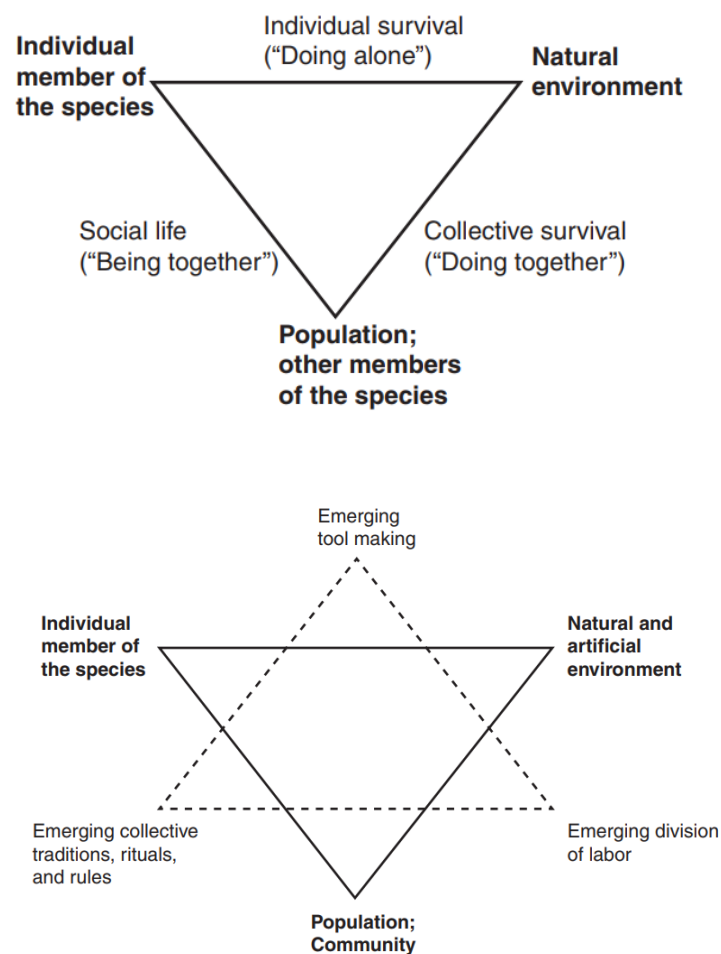 Individual survival
(“Doing alone”)
Individual
member of
the species
Natural
environment
Social life
(“Being together”)
Collective survival
(“Doing together”)
Population;
other members
of the species
Emerging
tool making
Individual
member of
the species
Natural and
artificial
environment
Emerging collective
traditions, rituals,
and rules
Emerging division
of labor
Population;
Community